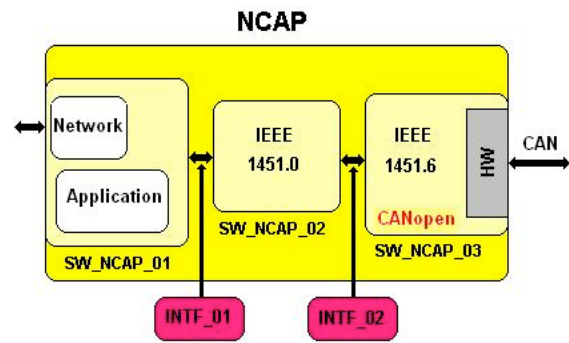 NCAP
Network
Application
SW_NCAP_01
IEEE
1451.0
SW_NCAP_02
IEEE
1451.6
CANopen
HW
SW_NCAP_03
CAN
INTF_01
INTF_02